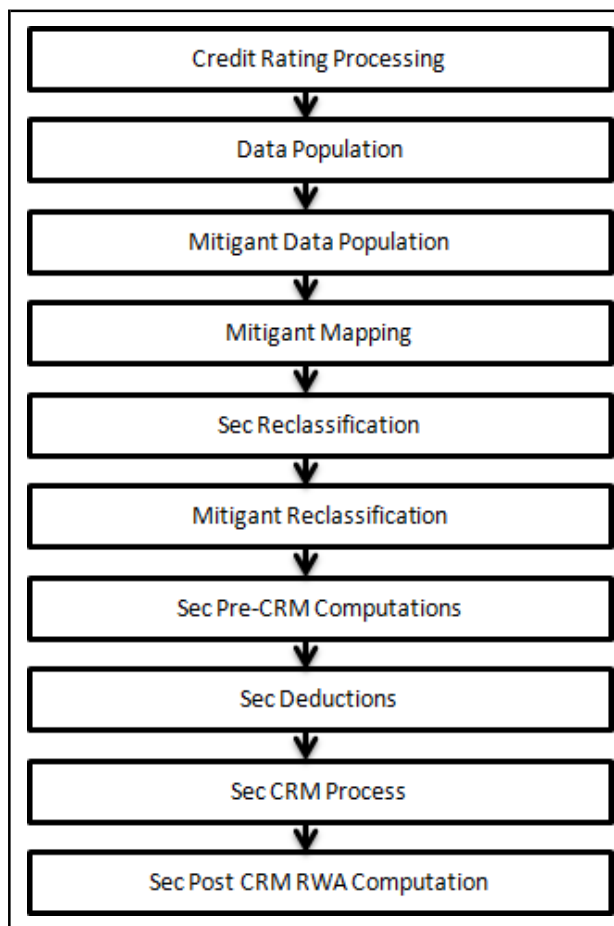 Credit Rating Processing
Data Population
Mitigant Data Population
Mitigant Mapping
Sec Reclassification
Mitigant Reclassification
Sec Pre-CRM Computations
Sec Deductions
Sec CRM Process
Sec Post CRM RWA Computation